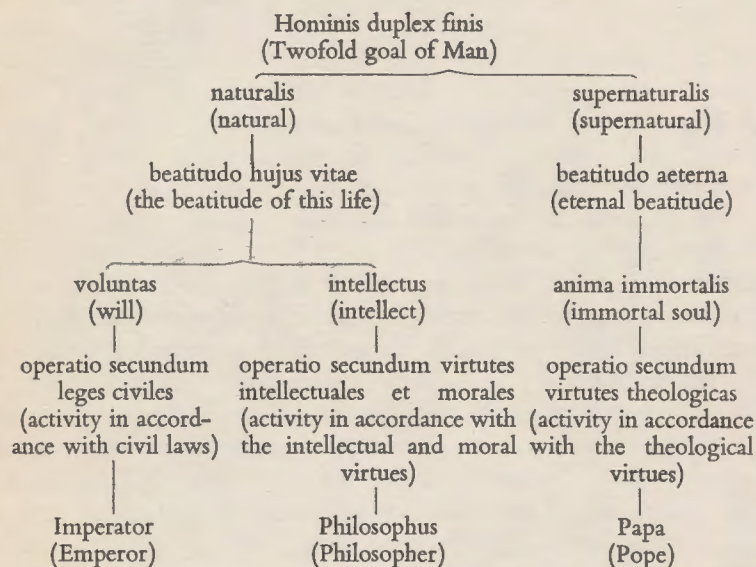 Hominis duplex finis
(Twofold goal of Man)
naturalis
(natural)
supernaturalis
(supernatural)
beatitudo hujus vitae
(the beatitude of this life)
beatitudo aeterna
(eternal beatitude)
voluntas
(will)
intellectus
(intellect)
anima immortalis
(immortal soul)
operatio secundum
leges civiles
(activity in accord-
ance with civil laws)
operatio secundum virtutes
intellectuales et morales
(activity in accordance with
the intellectual and moral
virtues)
operatio secundum
virtutes theologicas
(activity in accordance
with the theological
virtues)
Imperator
(Emperor)
Philosophus
(Philosopher)
Papa
(Pope)